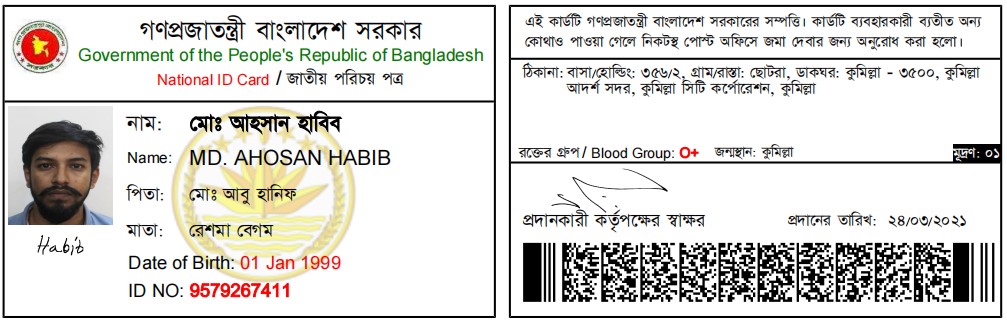 গণপ্রজাতন্ত্রী বাংলাদেশ সরকার
Government of the People's Republic of Bangladesh
National ID Card / জাতীয় পরিচয় পত্র
নাম: মোঃ আহসান হাবিব
Name: MD. AHOSAN HABIB
পিতা: মোঃ আবু হানিফ
মাতা: রেশমা বেগম
Date of Birth: 01 Jan 1999
ID NO: 9579267411
Habib
এই কার্ডটি গণপ্রজাতন্ত্রী বাংলাদেশ সরকারের সম্পত্তি। কার্ডটি ব্যবহারকারী ব্যতীত অন্য
কোথাও পাওয়া গেলে নিকটস্থ পোস্ট অফিসে জমা দেবার জন্য অনুরোধ করা হলো।
ঠিকানা: বাসা/হোল্ডিং: ৩৫৬/২, গ্রাম/রাস্তা: ছোটরা, ডাকঘর: কুমিল্লা - ৩৫০০, কুমিল্লা
আদর্শ সদর, কুমিল্লা সিটি কর্পোরেশন, কুমিল্লা
রক্তের গ্রুপ / Blood Group: O+ জন্মস্থান: কুমিল্লা মুদ্রণ: ০১
প্রদানকারী কর্তৃপক্ষের স্বাক্ষর প্রদানের তারিখ: ২৪/০৩/২০২১